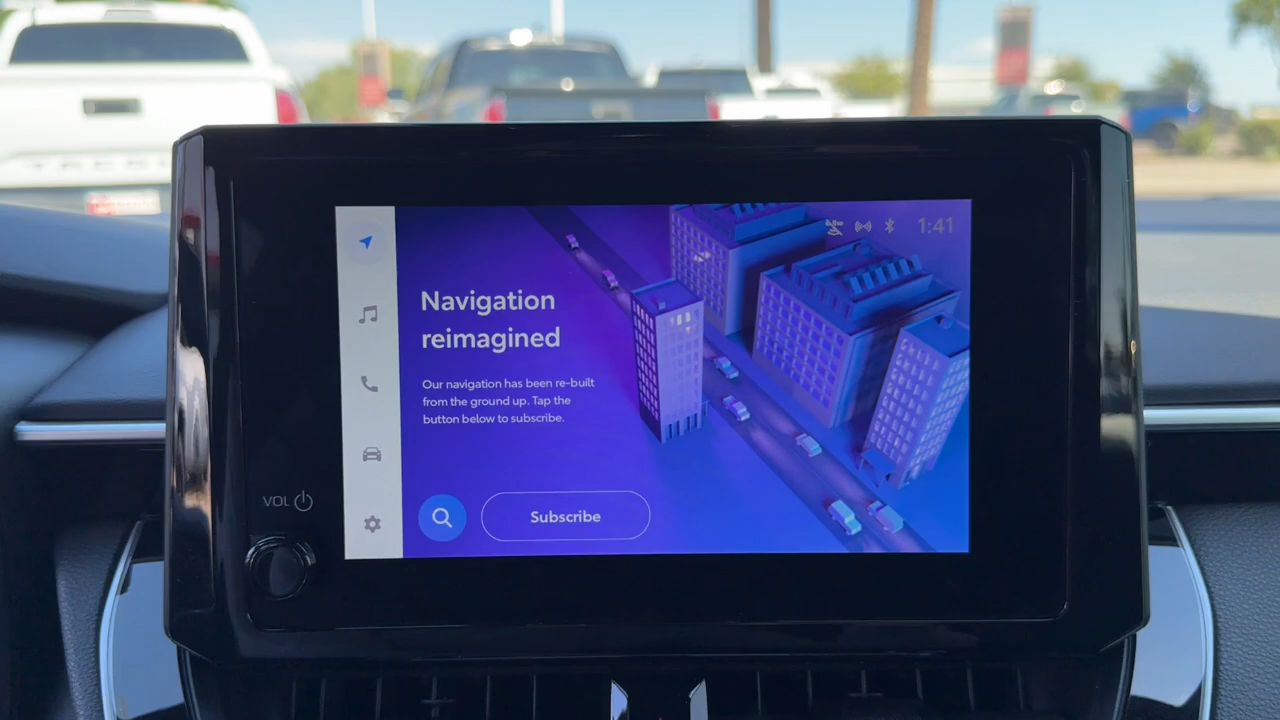 1:41
Navigation
reimagined
Our navigation has been re-built
from the ground up. Tap the
button below to subscribe.
Subscribe
VOL